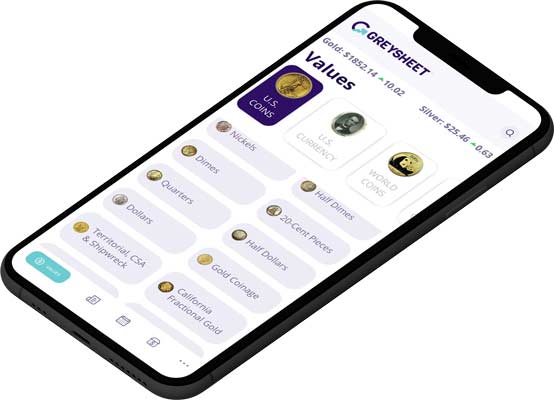 GREYSHEET
Gold: $1852.14 ▲ 10.02
Silver: $25.46 ▲ 0.63
Values
U.S.
COINS
U.S.
CURRENCY
WORLD
COINS
Nickels
Half Dimes
Dimes
20-Cent Pieces
Quarters
Half Dollars
Dollars
Gold Coinage
Territorial, CSA
& Shipwreck
California
Fractional Gold
VALUES